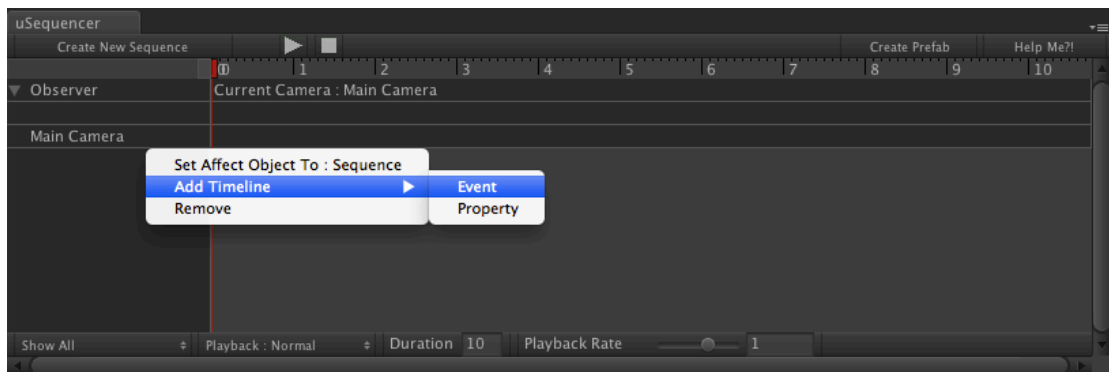 uSequencer
Create New Sequence Create Prefab Help Me?!
0 1 2 3 4 5 6 7 8 9 10
Observer Current Camera : Main Camera
Main Camera
Set Affect Object To : Sequence
Add Timeline Event
Remove Property
Show All Playback : Normal Duration 10 Playback Rate 1